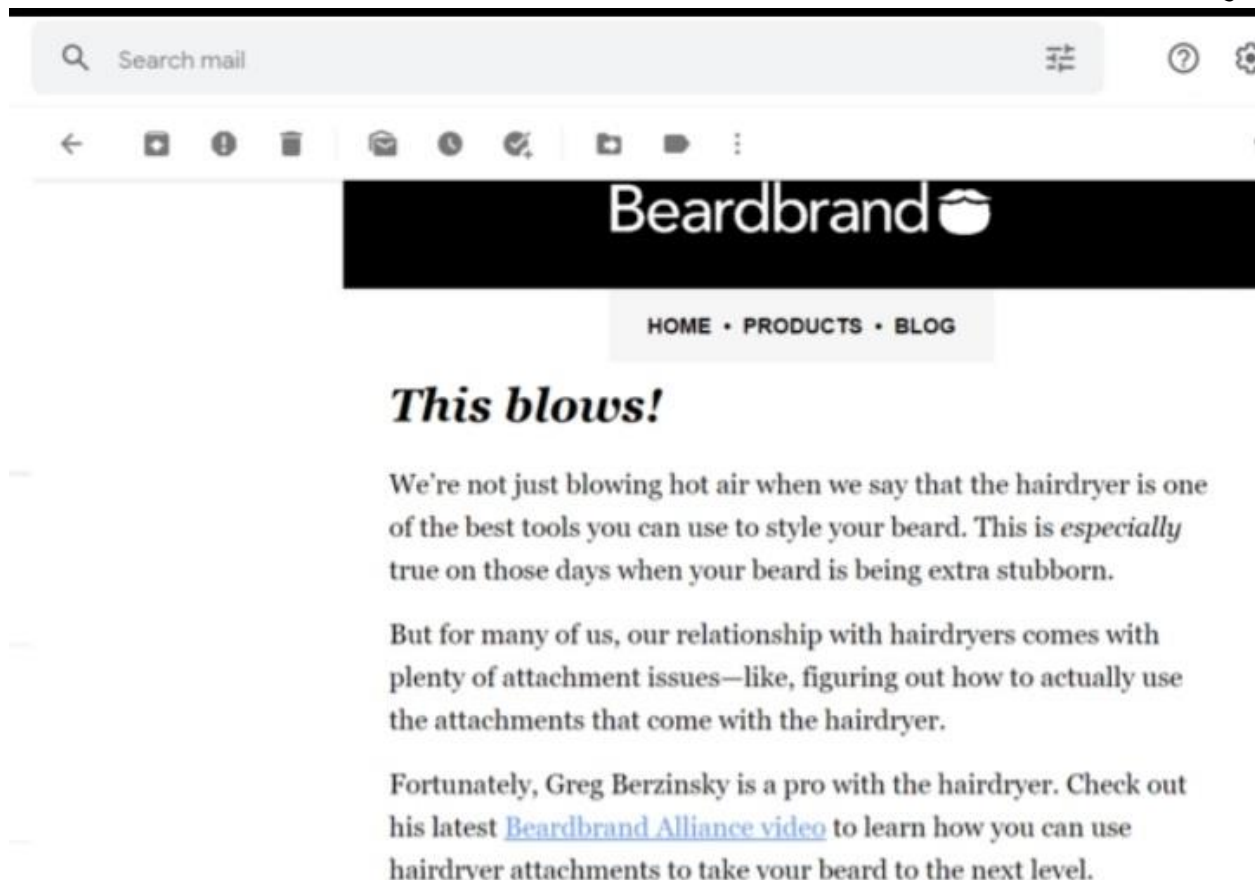 Search mail
Beardbrand
HOME • PRODUCTS • BLOG
This blows!
We're not just blowing hot air when we say that the hairdryer is one
of the best tools you can use to style your beard. This is especially
true on those days when your beard is being extra stubborn.
But for many of us, our relationship with hairdryers comes with
plenty of attachment issues—like, figuring out how to actually use
the attachments that come with the hairdryer.
Fortunately, Greg Berzinsky is a pro with the hairdryer. Check out
his latest Beardbrand Alliance video to learn how you can use
hairdryer attachments to take your beard to the next level.